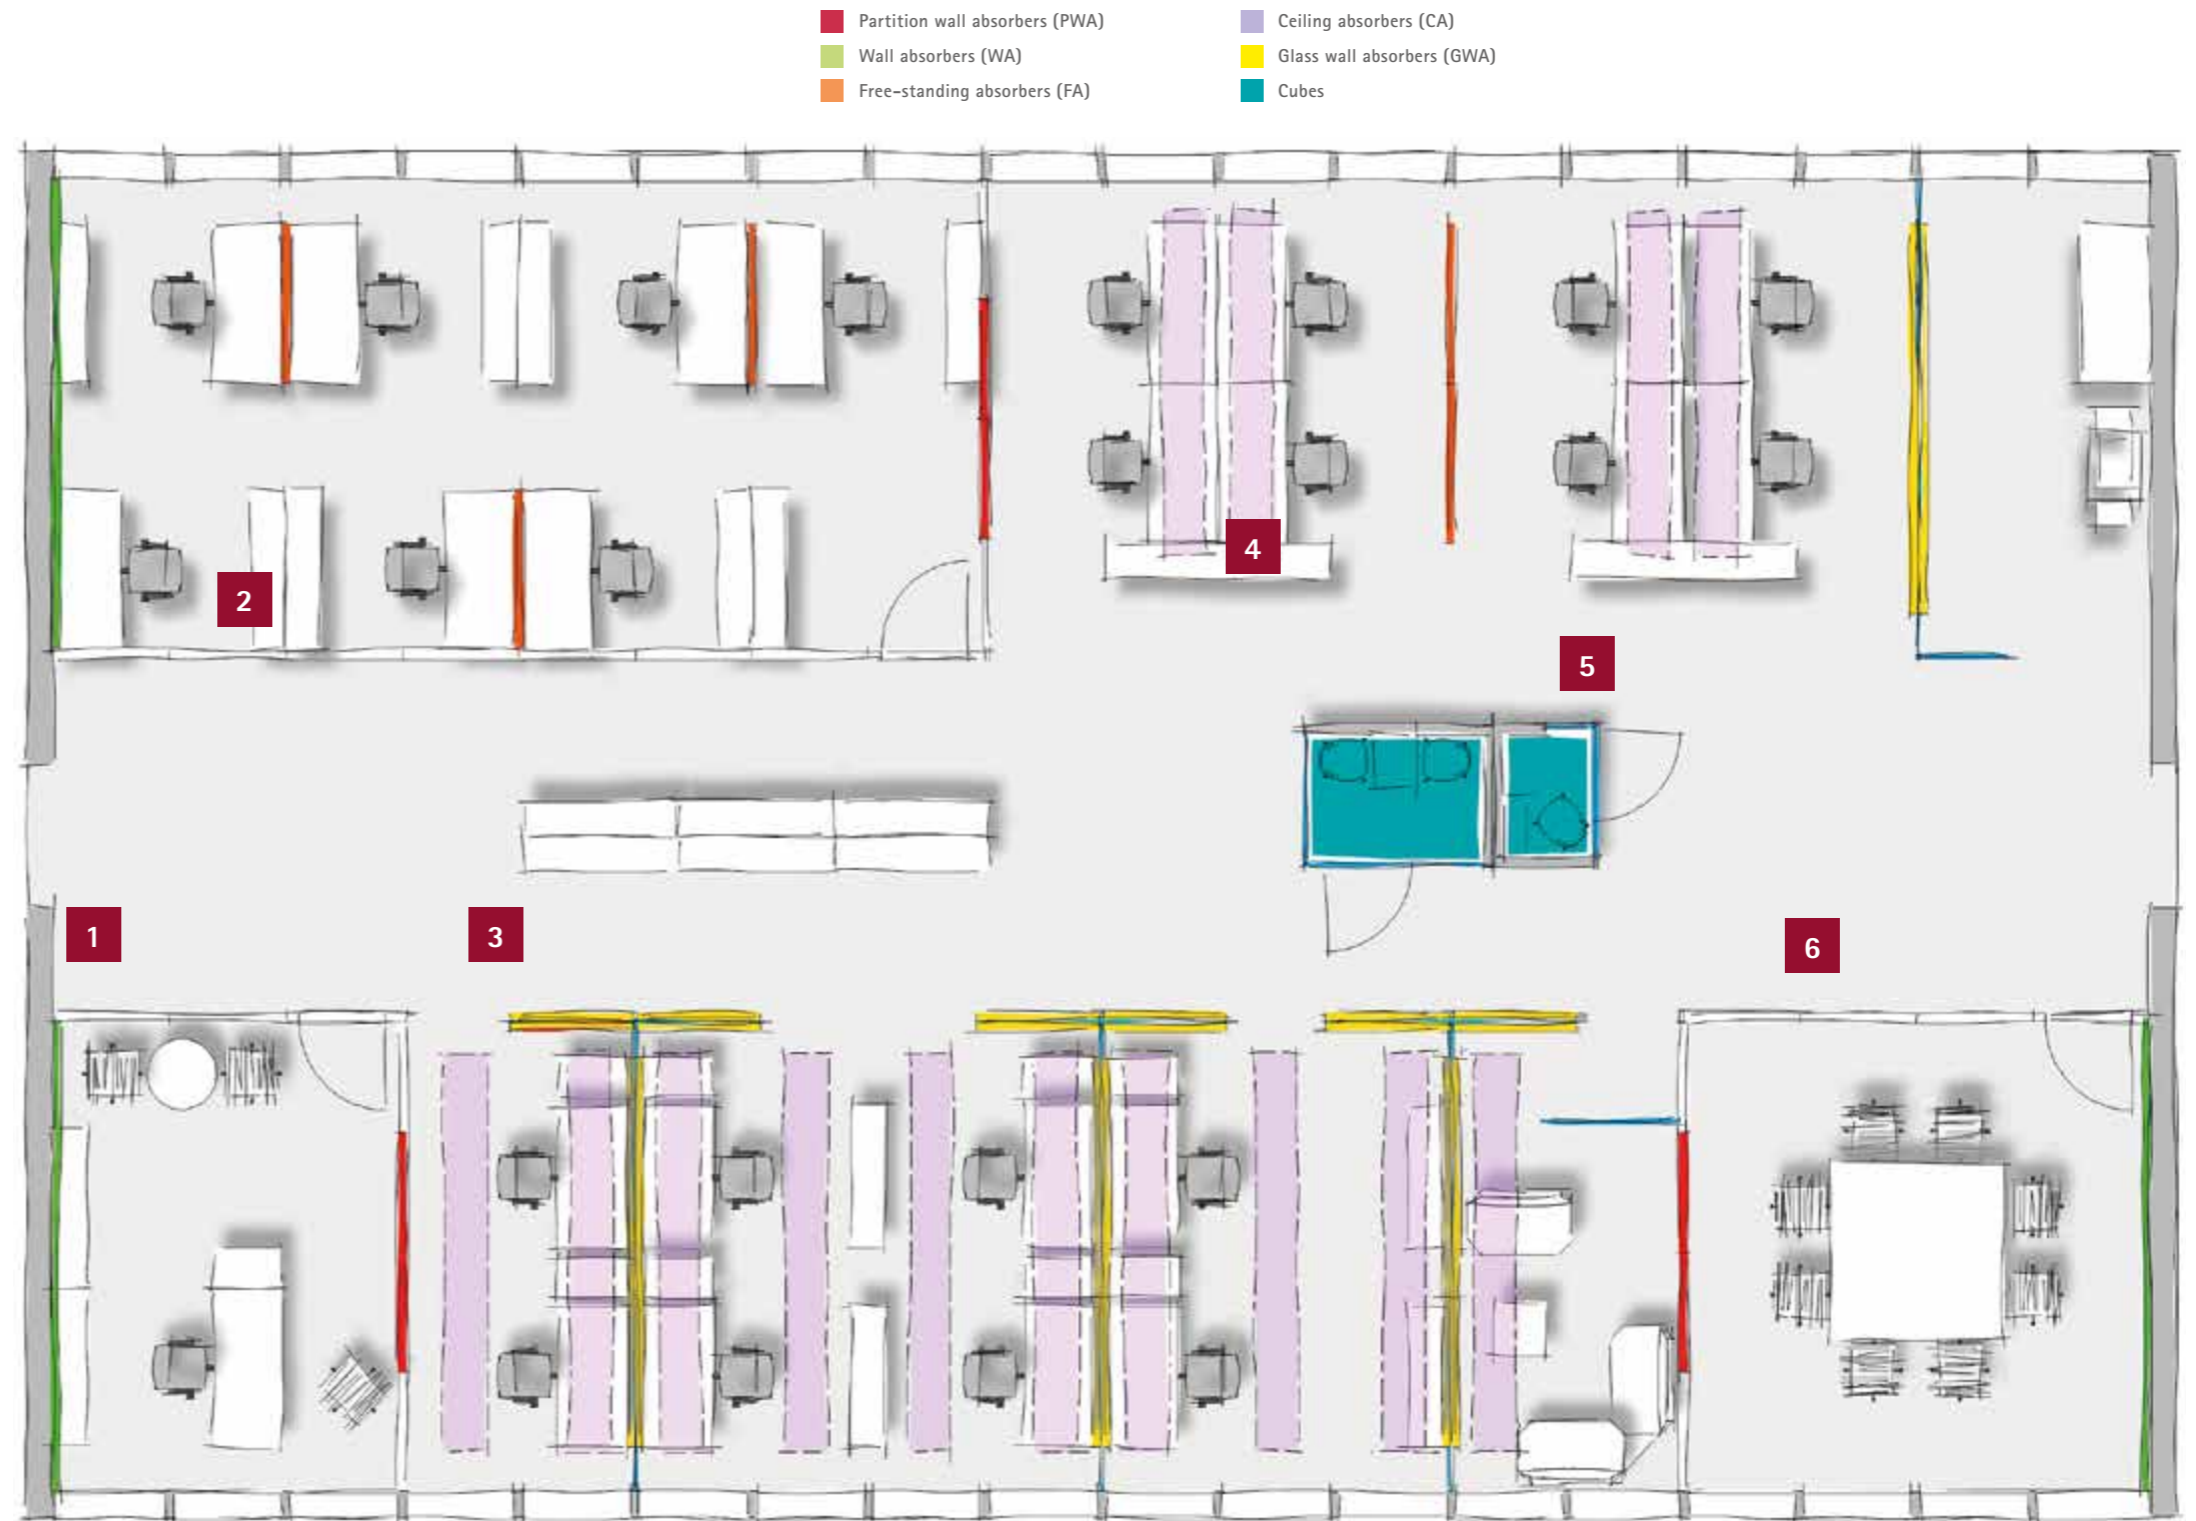 Partition wall absorbers (PWA)
Wall absorbers (WA)
Free-standing absorbers (FA)
Ceiling absorbers (CA)
Glass wall absorbers (GWA)
Cubes
4
2
5
1
3
6